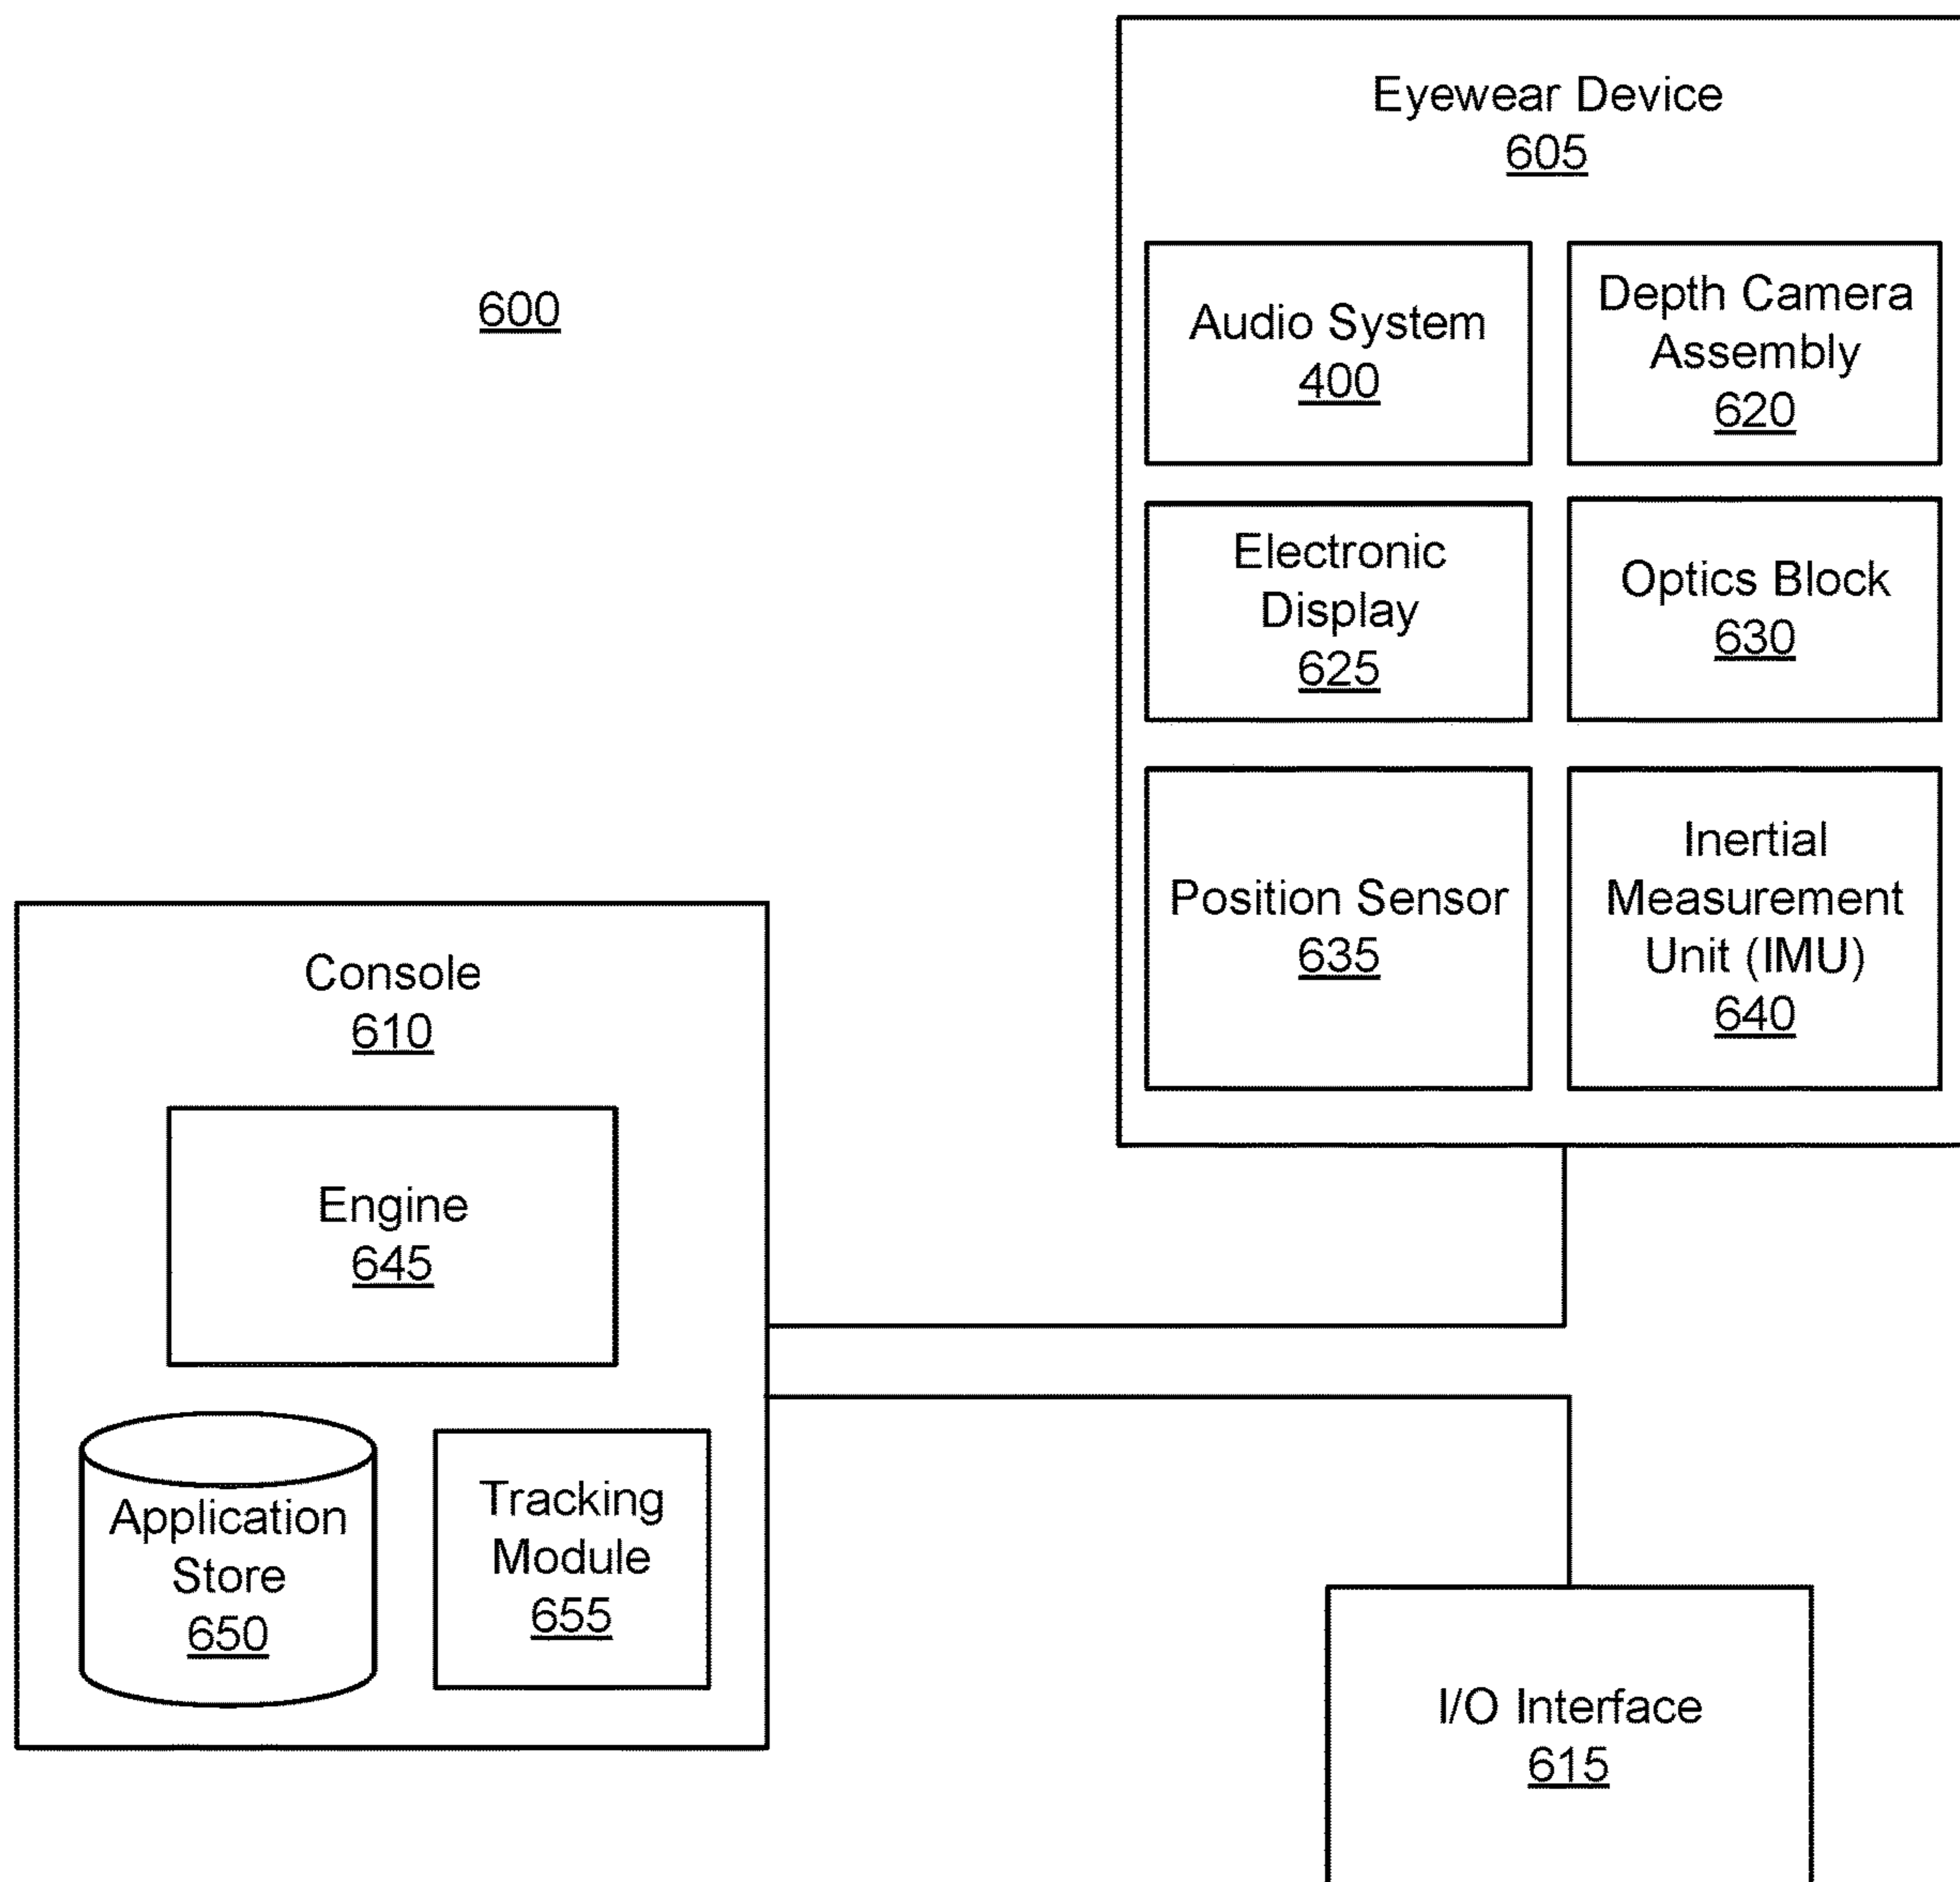 600
Eyewear Device
605
Audio System
400
Depth Camera
Assembly
620
Electronic
Display
625
Optics Block
630
Position Sensor
635
Inertial
Measurement
Unit (IMU)
640
Console
610
Engine
645
Application
Store
650
Tracking
Module
655
I/O Interface
615